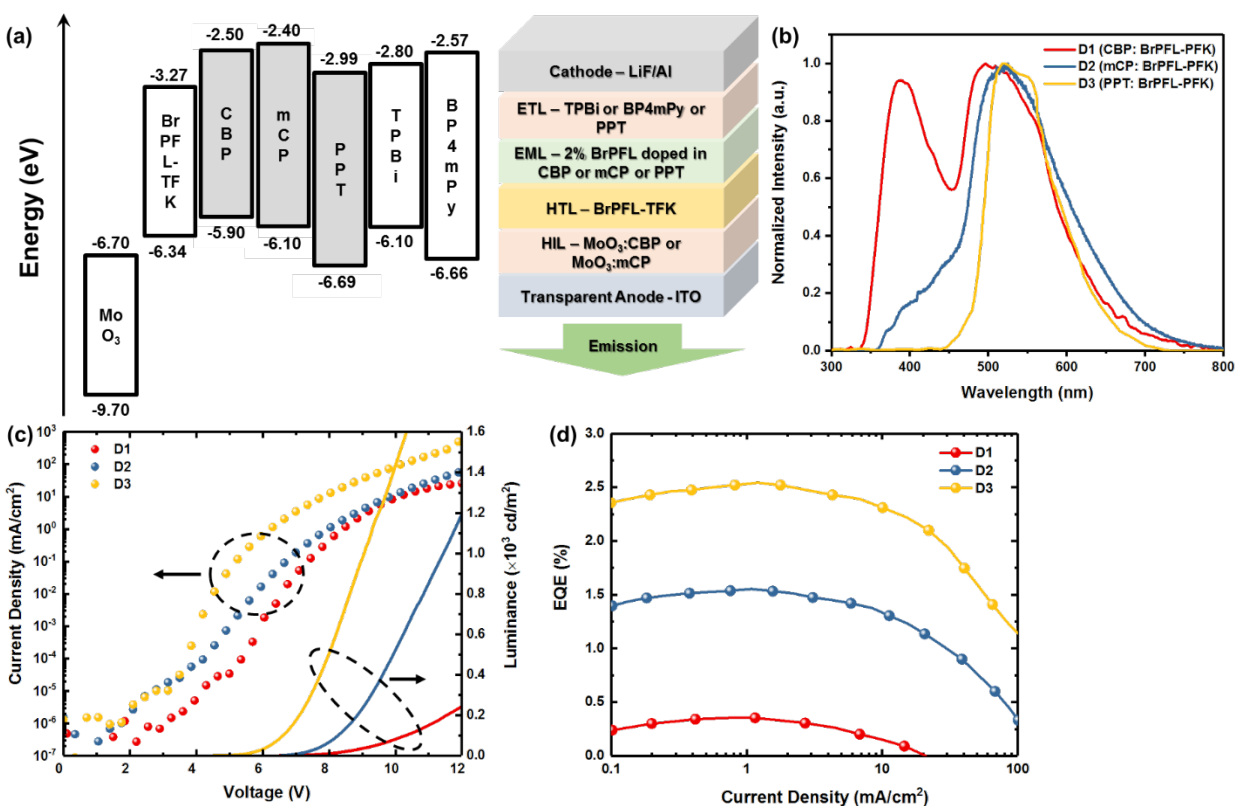 (a)
Energy (eV)
-6.70
Mo
O3
-9.70
-3.27
Br
PF
L-
TF
K
-6.34
-2.50
C
B
P
-5.90
-2.40
m
C
P
-6.10
-2.99
P
P
T
-6.69
-2.80
T
P
B
i
-6.10
-2.57
B
P
4
m
P
y
-6.66
Cathode – LiF/Al
ETL – TPBi or BP4mPy or
PPT
EML – 2% BrPFL doped in
CBP or mCP or PPT
HTL – BrPFL-TFK
HIL – MoO3:CBP or
MoO3:mCP
Transparent Anode - ITO
Emission
(b)
D1 (CBP: BrPFL-PFK)
D2 (mCP: BrPFL-PFK)
D3 (PPT: BrPFL-PFK)
Normalized Intensity (a.u.)
1.0
0.8
0.6
0.4
0.2
0.0
300 400 500 600 700 800
Wavelength (nm)
(c)
D1
D2
D3
Current Density (mA/cm2)
10^3
10^2
10^1
10^0
10^-1
10^-2
10^-3
10^-4
10^-5
10^-6
10^-7
1.6
1.4
1.2
1.0
0.8
0.6
0.4
0.2
0.0
Luminance (×10^3 cd/m2)
0 2 4 6 8 10 12
Voltage (V)
(d)
D1
D2
D3
EQE (%)
3.0
2.5
2.0
1.5
1.0
0.5
0.0
0.1 1 10 100
Current Density (mA/cm2)